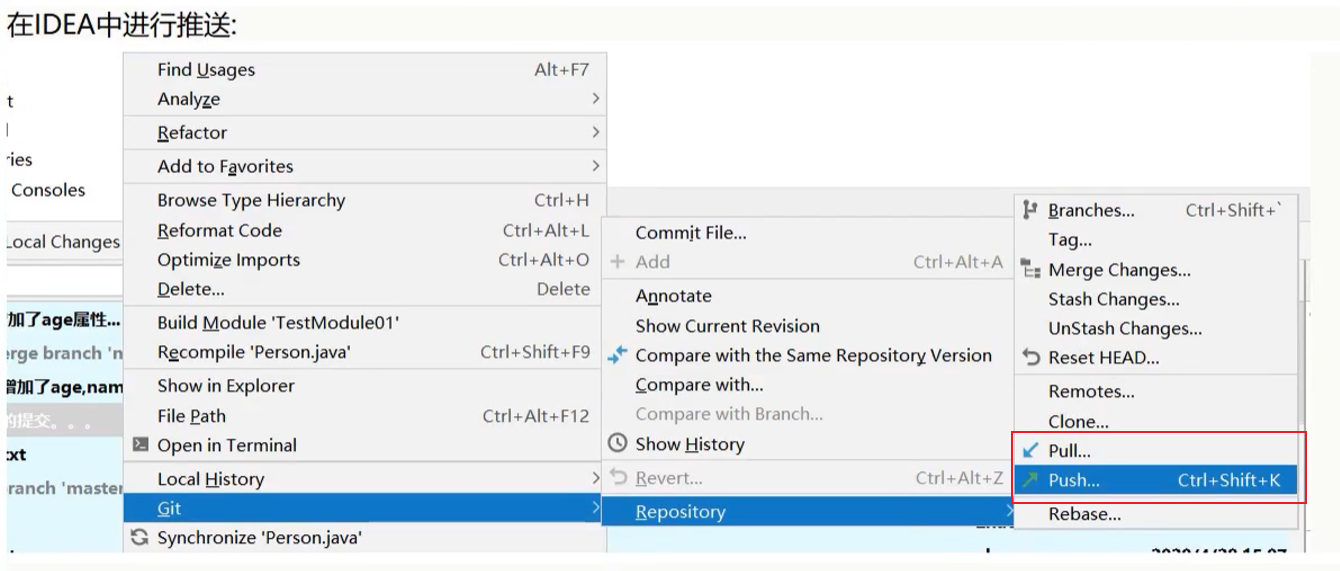 在IDEA中进行推送:
Find Usages Alt+F7
Analyze
Refactor
Add to Favorites
Browse Type Hierarchy Ctrl+H
Reformat Code Ctrl+Alt+L
Optimize Imports Ctrl+Alt+O
Delete... Delete
Build Module 'TestModule01'
Recompile 'Person.java' Ctrl+Shift+F9
Show in Explorer
File Path Ctrl+Alt+F12
Open in Terminal
Local History
Git
Synchronize 'Person.java'
t
ries
Consoles
Local Changes
加了age属性...
erge branch 'n
增加了age,nam
的提交。。。
txt
branch 'master
Commit File...
Add Ctrl+Alt+A
Annotate
Show Current Revision
Compare with the Same Repository Version
Compare with...
Compare with Branch...
Show History
Revert... Ctrl+Alt+Z
Repository
Branches... Ctrl+Shift+`
Tag...
Merge Changes...
Stash Changes...
UnStash Changes...
Reset HEAD...
Remotes...
Clone...
Pull...
Push... Ctrl+Shift+K
Rebase...